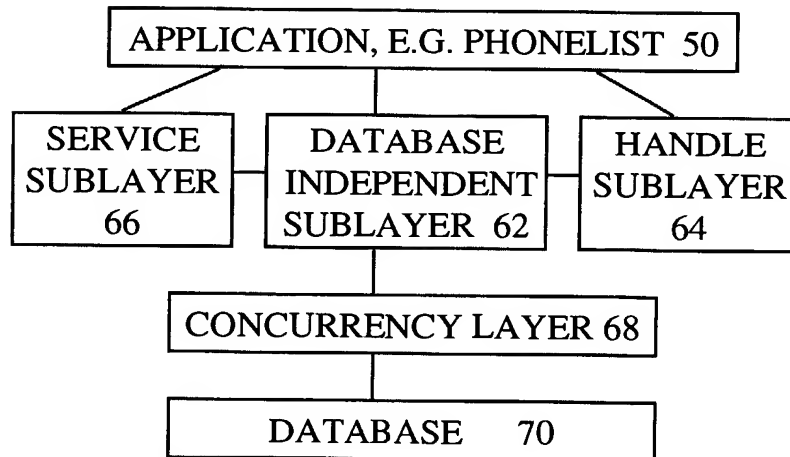 APPLICATION, E.G. PHONELIST 50
SERVICE
SUBLAYER
66
DATABASE
INDEPENDENT
SUBLAYER 62
HANDLE
SUBLAYER
64
CONCURRENCY LAYER 68
DATABASE 70